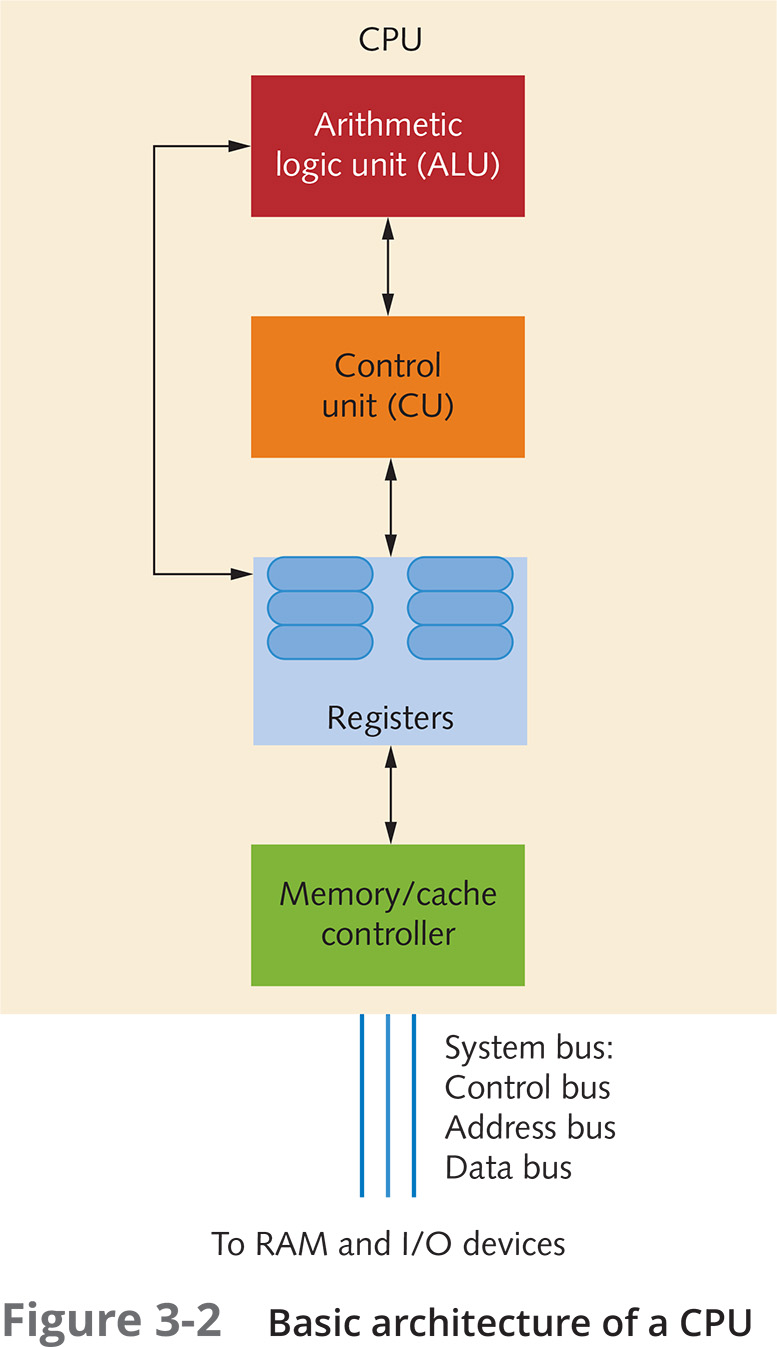 CPU
Arithmetic
logic unit (ALU)
Control
unit (CU)
Registers
Memory/cache
controller
System bus:
Control bus
Address bus
Data bus
To RAM and I/O devices
Figure 3-2 Basic architecture of a CPU